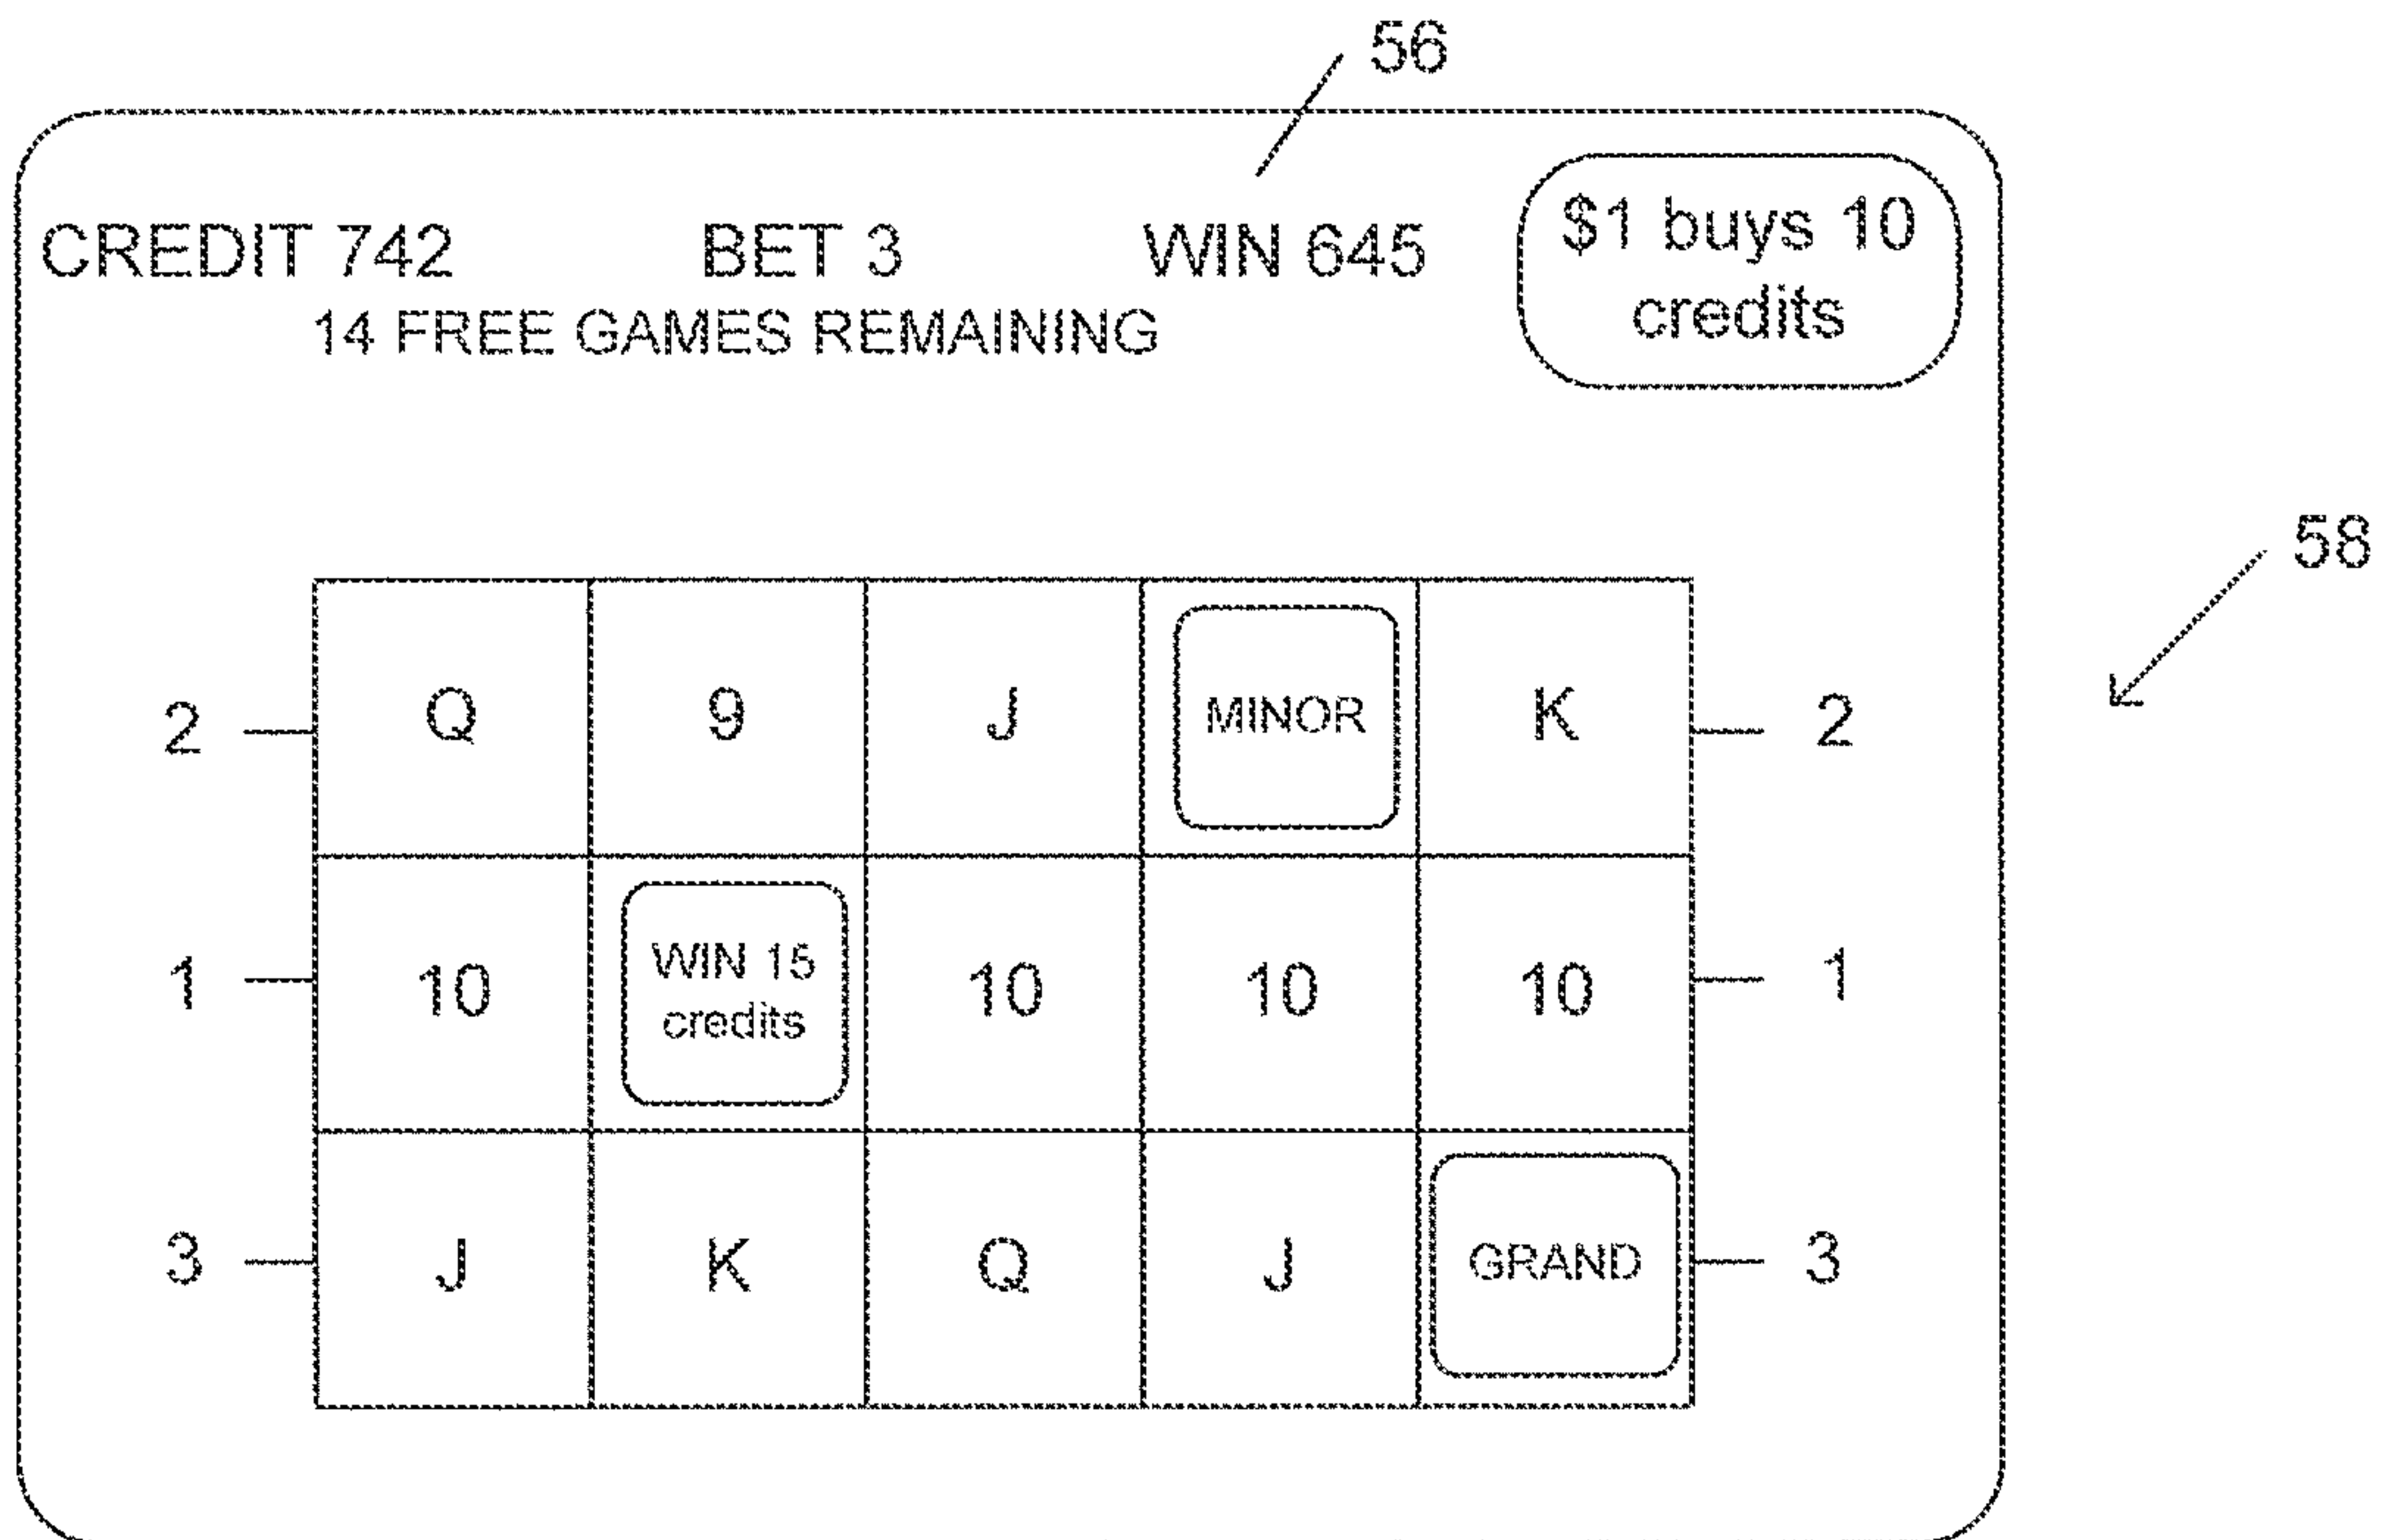 56
CREDIT 742 BET 3 WIN 645
$1 buys 10
credits
14 FREE GAMES REMAINING
58
2 Q 9 J MINOR K 2
1 10 WIN 15
credits 10 10 10 1
3 J K Q J GRAND 3